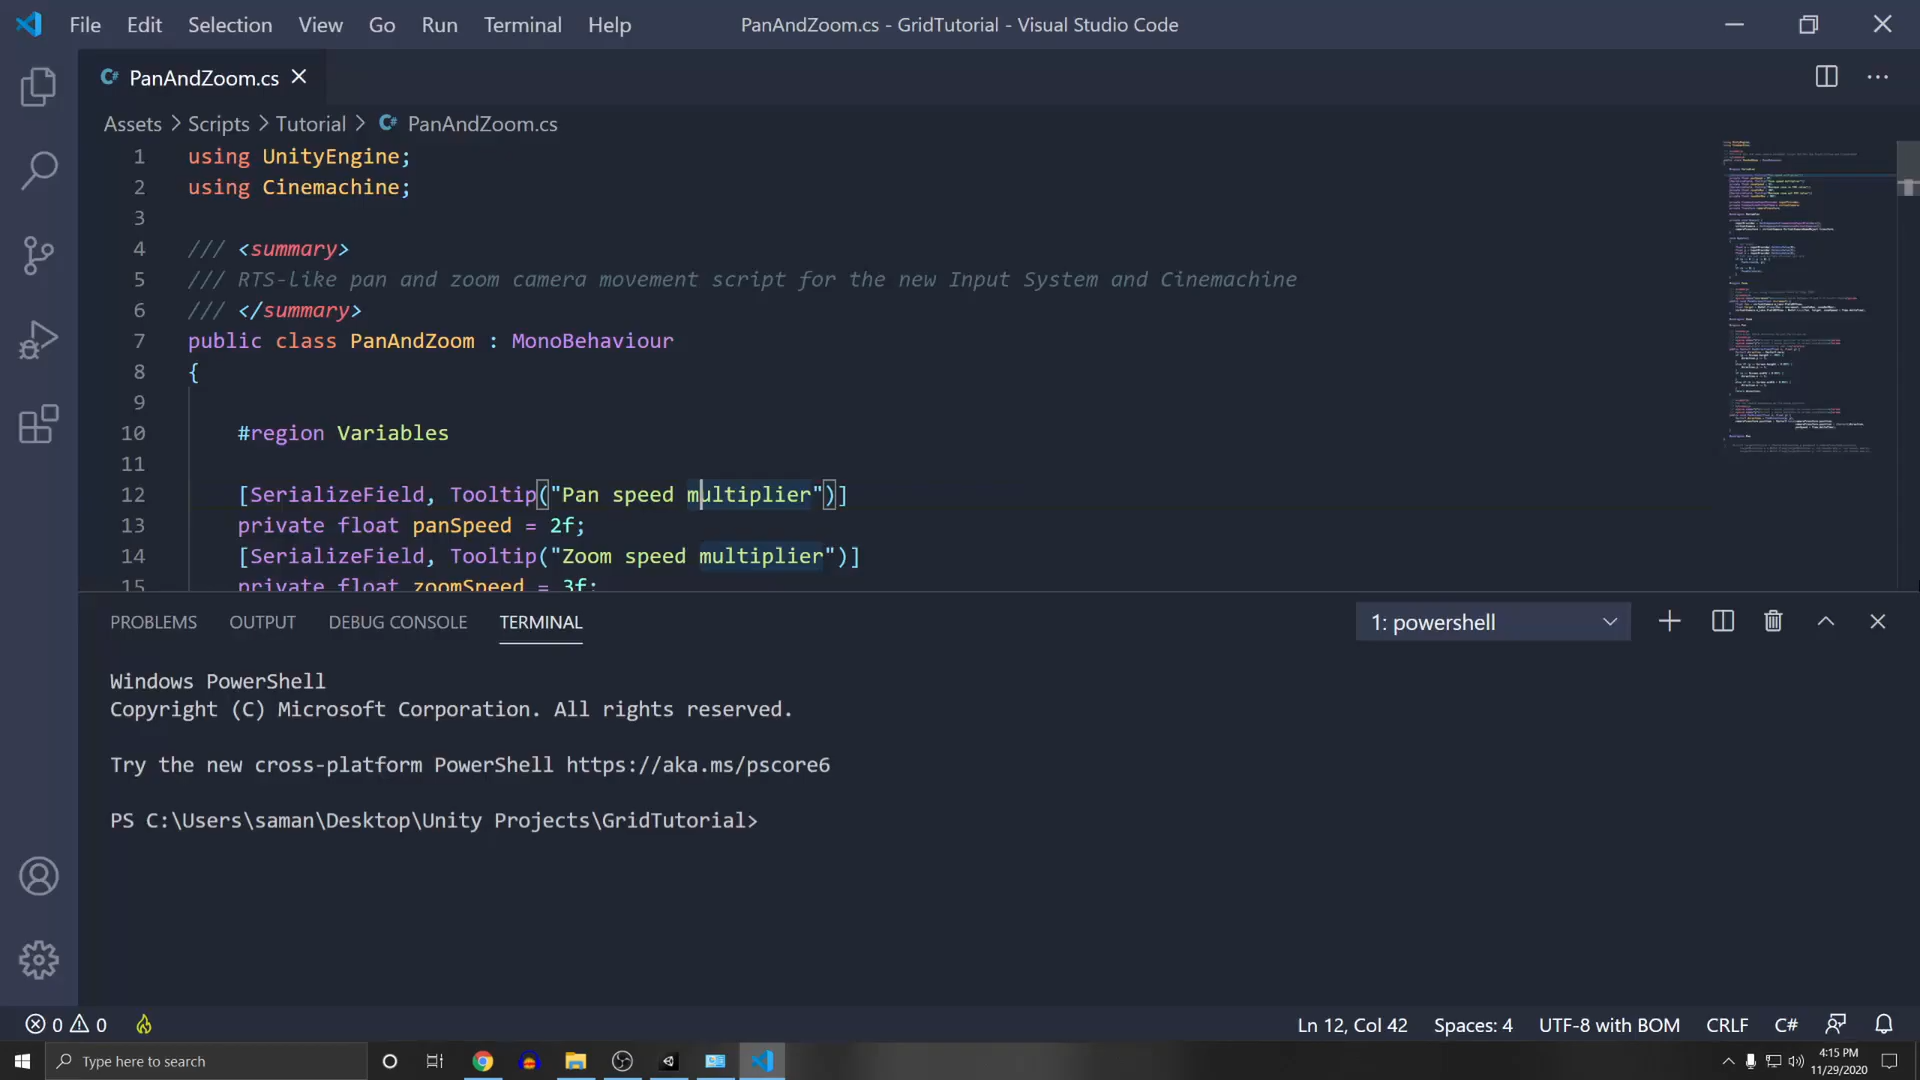 File Edit Selection View Go Run Terminal Help PanAndZoom.cs - GridTutorial - Visual Studio Code
PanAndZoom.cs
Assets > Scripts > Tutorial > PanAndZoom.cs
1 using UnityEngine;
2 using Cinemachine;
3
4 /// <summary>
5 /// RTS-like pan and zoom camera movement script for the new Input System and Cinemachine
6 /// </summary>
7 public class PanAndZoom : MonoBehaviour
8 {
9
10 #region Variables
11
12 [SerializeField, Tooltip("Pan speed multiplier")]
13 private float panSpeed = 2f;
14 [SerializeField, Tooltip("Zoom speed multiplier")]
15 private float zoomSpeed = 3f;
PROBLEMS OUTPUT DEBUG CONSOLE TERMINAL 1: powershell
Windows PowerShell
Copyright (C) Microsoft Corporation. All rights reserved.
Try the new cross-platform PowerShell https://aka.ms/pscore6
PS C:\Users\saman\Desktop\Unity Projects\GridTutorial>
0 0 Ln 12, Col 42 Spaces: 4 UTF-8 with BOM CRLF C#
Type here to search 4:15 PM
11/29/2020